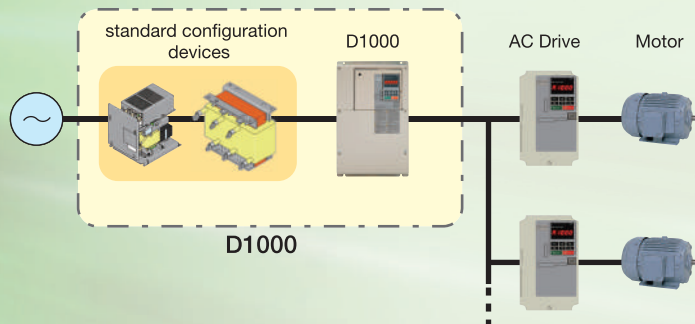 standard configuration
devices
D1000
AC Drive
Motor
D1000